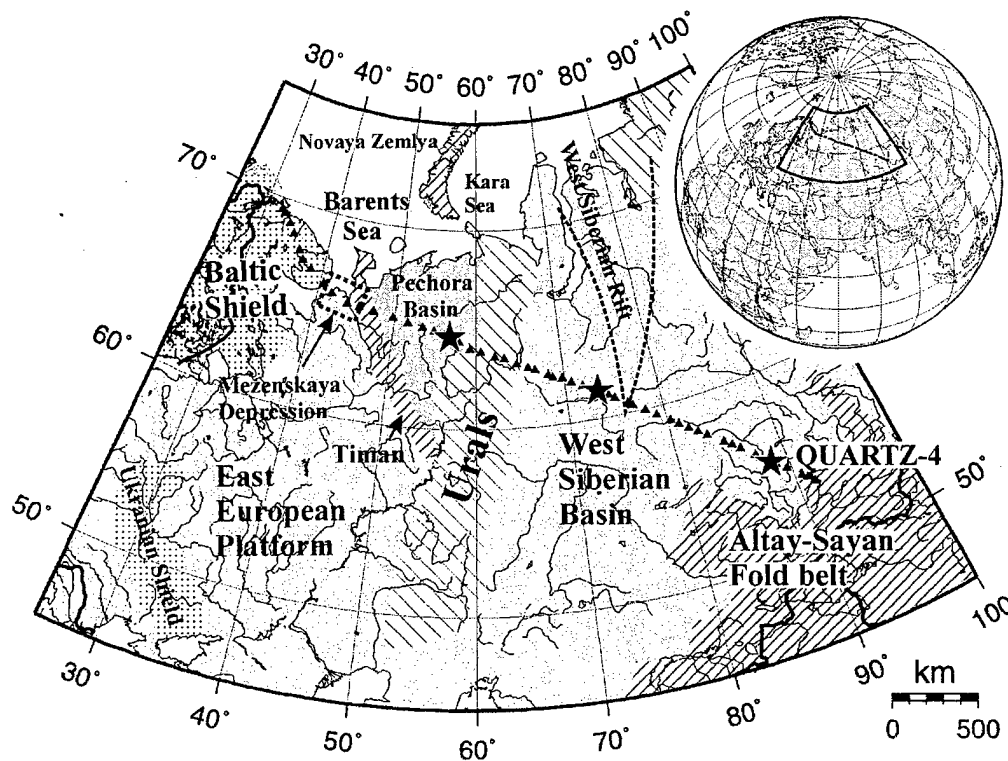 30° 40° 50° 60° 70° 80° 90° 100°
70°
60°
50°
Novaya Zemlya
Kara
Sea
Barents
Sea
West Siberian Rift
Baltic
Shield
Pechora
Basin
Mezenskaya
Depression
Timan
Urals
West
Siberian
Basin
QUARTZ-4
East
European
Platform
Ukranian Shield
Altay-Sayan
Fold belt
50°
30° 40° 50° 60° 70° 80° 90° 100
km
0 500